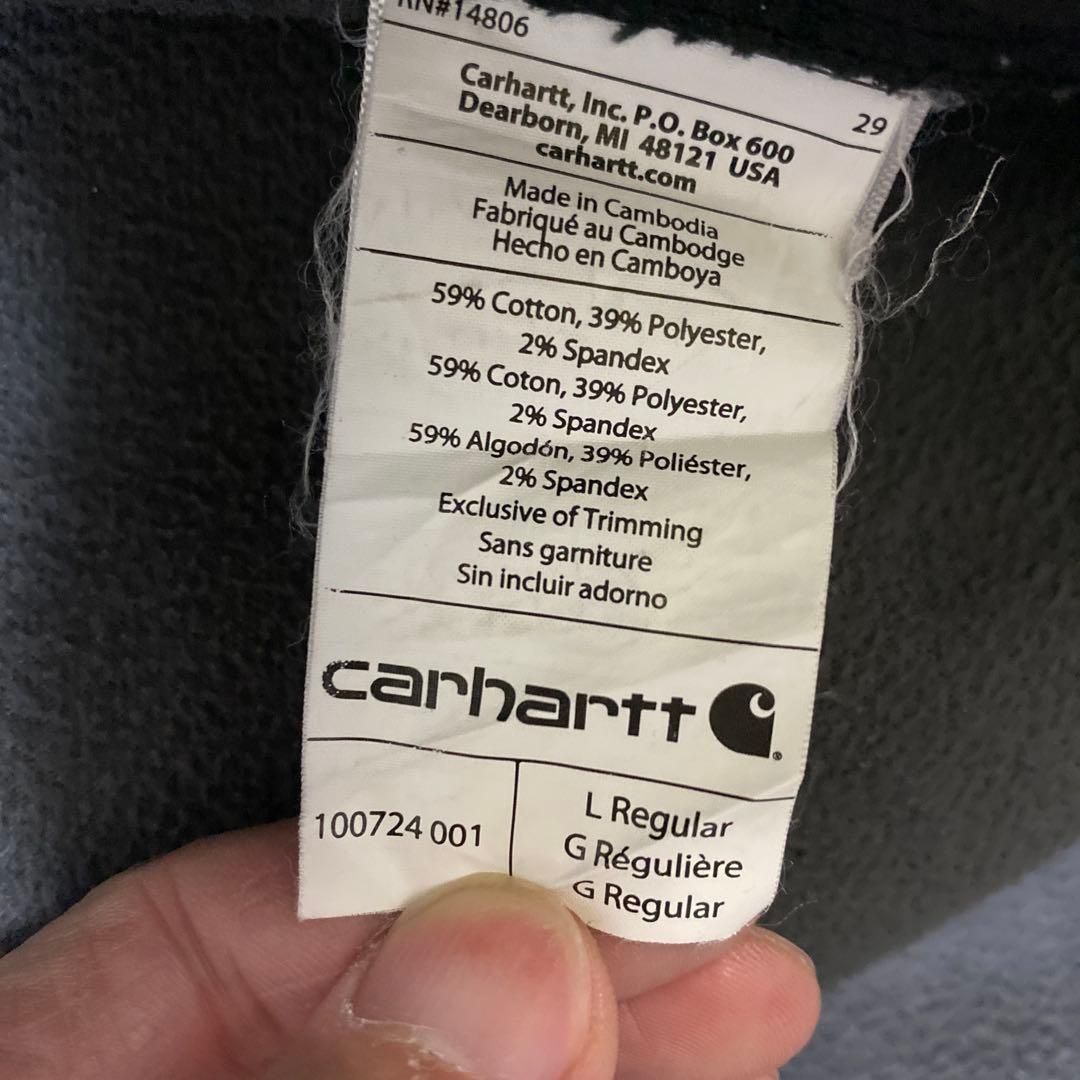 RN#14806
29
Carhartt, Inc. P.O. Box 600
Dearborn, MI 48121 USA
carhartt.com
Made in Cambodia
Fabriqué au Cambodge
Hecho en Camboya
59% Cotton, 39% Polyester,
2% Spandex
59% Coton, 39% Polyester,
2% Spandex
59% Algodón, 39% Poliéster,
2% Spandex
Exclusive of Trimming
Sans garniture
Sin incluir adorno
carhartt
100724 001
L Regular
G Régulière
G Regular